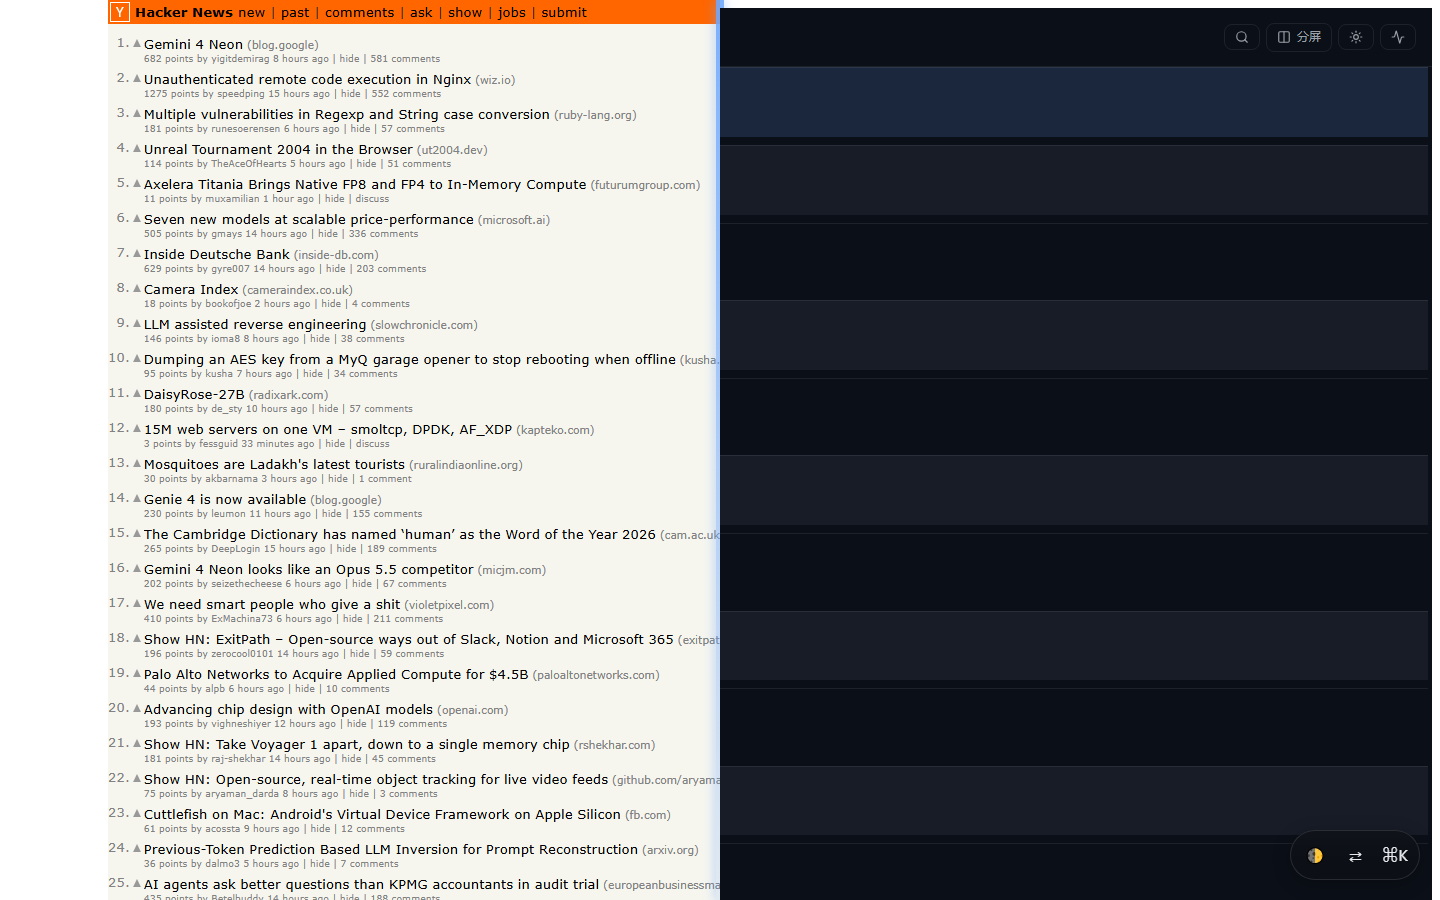 Y Hacker News new | past | comments | ask | show | jobs | submit
分屏
1. Gemini 4 Neon (blog.google)
682 points by yigitdemirag 8 hours ago | hide | 581 comments
2. Unauthenticated remote code execution in Nginx (wiz.io)
1275 points by speedping 15 hours ago | hide | 552 comments
3. Multiple vulnerabilities in Regexp and String case conversion (ruby-lang.org)
181 points by runesoerensen 6 hours ago | hide | 57 comments
4. Unreal Tournament 2004 in the Browser (ut2004.dev)
114 points by TheAceOfHearts 5 hours ago | hide | 51 comments
5. Axelera Titania Brings Native FP8 and FP4 to In-Memory Compute (futurumgroup.com)
11 points by muxamilian 1 hour ago | hide | discuss
6. Seven new models at scalable price-performance (microsoft.ai)
505 points by gmays 14 hours ago | hide | 336 comments
7. Inside Deutsche Bank (inside-db.com)
629 points by gyre007 14 hours ago | hide | 203 comments
8. Camera Index (cameraindex.co.uk)
18 points by bookofjoe 2 hours ago | hide | 4 comments
9. LLM assisted reverse engineering (slowchronicle.com)
146 points by ioma8 8 hours ago | hide | 38 comments
10. Dumping an AES key from a MyQ garage opener to stop rebooting when offline (kusha.
95 points by kusha 7 hours ago | hide | 34 comments
11. DaisyRose-27B (radixark.com)
180 points by de_sty 10 hours ago | hide | 57 comments
12. 15M web servers on one VM – smoltcp, DPDK, AF_XDP (kapteko.com)
3 points by fessguid 33 minutes ago | hide | discuss
13. Mosquitoes are Ladakh's latest tourists (ruralindiaonline.org)
30 points by akbarnama 3 hours ago | hide | 1 comment
14. Genie 4 is now available (blog.google)
230 points by leumon 11 hours ago | hide | 155 comments
15. The Cambridge Dictionary has named ‘human’ as the Word of the Year 2026 (cam.ac.uk
265 points by DeepLogin 15 hours ago | hide | 189 comments
16. Gemini 4 Neon looks like an Opus 5.5 competitor (micjm.com)
202 points by seizethecheese 6 hours ago | hide | 67 comments
17. We need smart people who give a shit (violetpixel.com)
410 points by ExMachina73 6 hours ago | hide | 211 comments
18. Show HN: ExitPath – Open-source ways out of Slack, Notion and Microsoft 365 (exitpat
196 points by zerocool0101 14 hours ago | hide | 59 comments
19. Palo Alto Networks to Acquire Applied Compute for $4.5B (paloaltonetworks.com)
44 points by alpb 6 hours ago | hide | 10 comments
20. Advancing chip design with OpenAI models (openai.com)
193 points by vighneshiyer 12 hours ago | hide | 119 comments
21. Show HN: Take Voyager 1 apart, down to a single memory chip (rshekhar.com)
181 points by raj-shekhar 14 hours ago | hide | 45 comments
22. Show HN: Open-source, real-time object tracking for live video feeds (github.com/aryama
75 points by aryaman_darda 8 hours ago | hide | 3 comments
23. Cuttlefish on Mac: Android's Virtual Device Framework on Apple Silicon (fb.com)
61 points by acossta 9 hours ago | hide | 12 comments
24. Previous-Token Prediction Based LLM Inversion for Prompt Reconstruction (arxiv.org)
36 points by dalmo3 5 hours ago | hide | 7 comments
25. AI agents ask better questions than KPMG accountants in audit trial (europeanbusinessma
435 points by Betelbuddy 14 hours ago | hide | 188 comments
⌘K